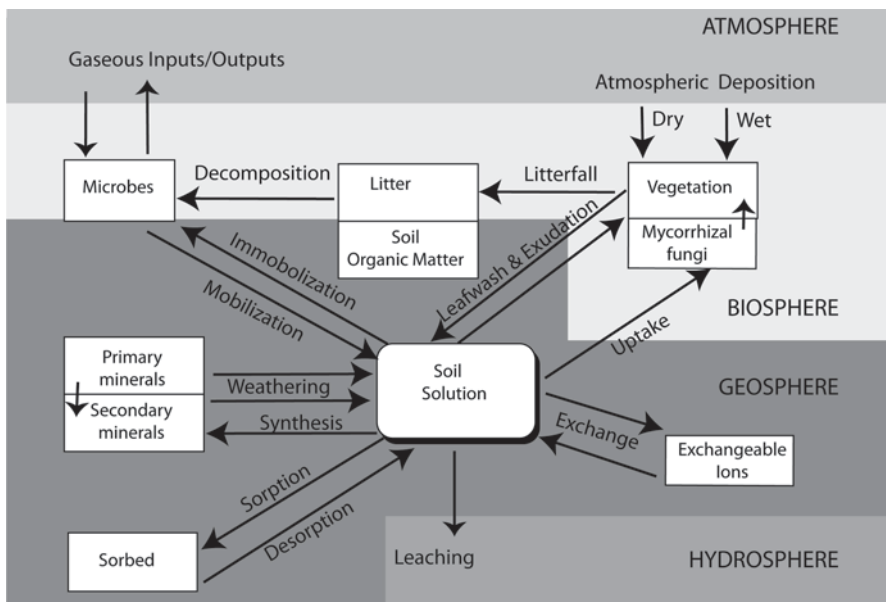 ATMOSPHERE
Gaseous Inputs/Outputs
Atmospheric Deposition
Dry
Wet
Microbes
Decomposition
Litter
Litterfall
Vegetation
Soil
Organic Matter
Mycorrhizal
fungi
Immobolization
Mobilization
Leafwash & Exudation
Uptake
BIOSPHERE
Primary
minerals
Secondary
minerals
Weathering
Synthesis
Soil
Solution
GEOSPHERE
Exchange
Exchangeable
Ions
Sorption
Desorption
Sorbed
Leaching
HYDROSPHERE